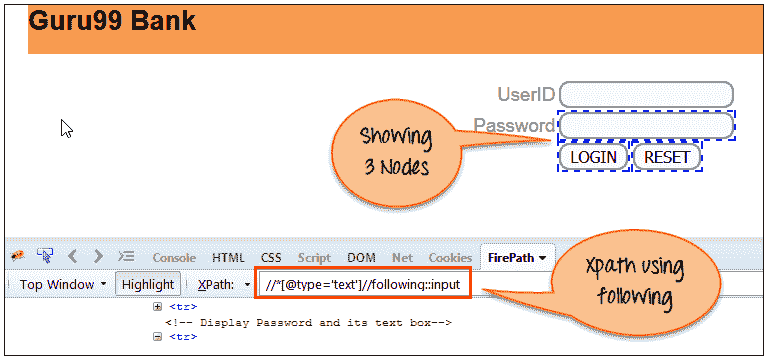 Guru99 Bank
UserID
Password
LOGIN RESET
Showing
3 Nodes
Console HTML CSS Script DOM Net Cookies FirePath
Xpath using
following
Top Window Highlight XPath: //*[@type='text']//following::input
<tr>
<!-- Display Password and its text box-->
<tr>